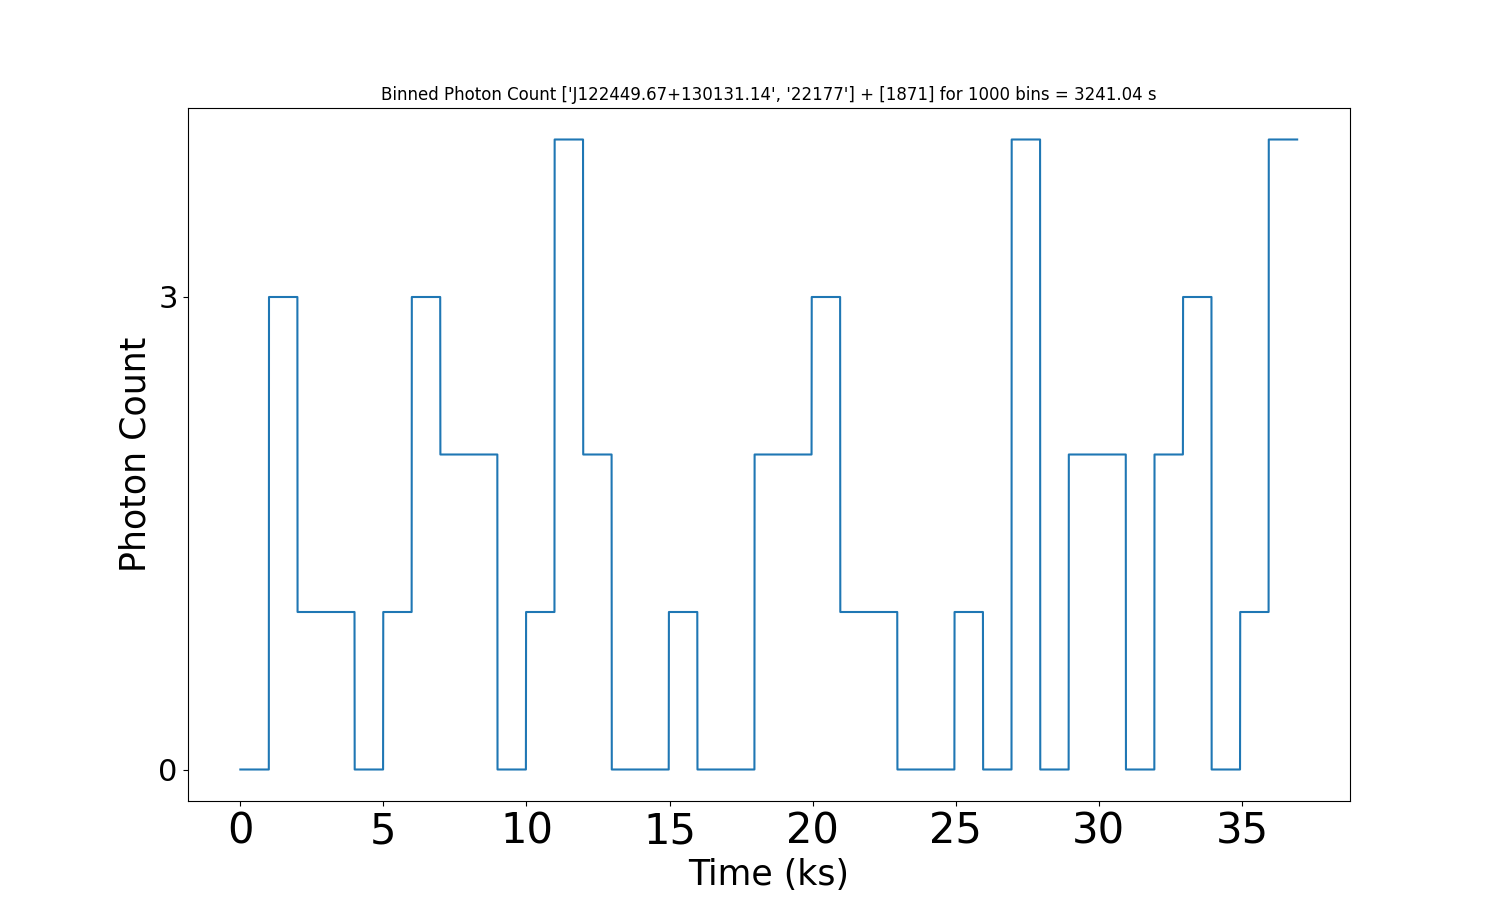 Binned Photon Count ['J122449.67+130131.14', '22177'] + [1871] for 1000 bins = 3241.04 s
3
0
Photon Count
0 5 10 15 20 25 30 35
Time (ks)